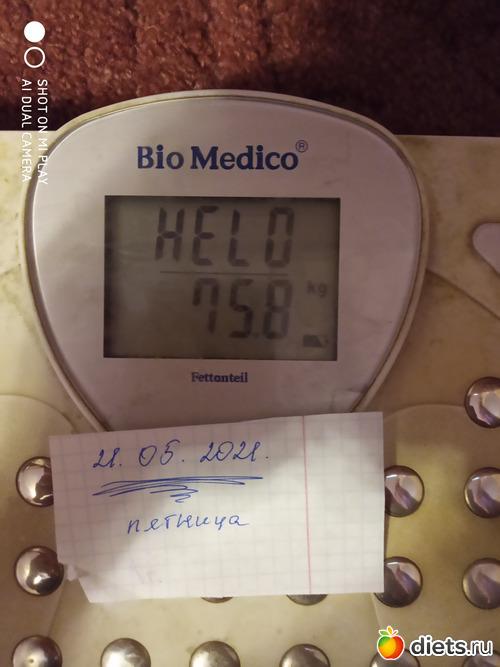 SHOT ON MI PLAY
AI DUAL CAMERA
Bio Medico®
HELO
75.8 kg
Fettanteil
21. 05. 2021.
пятница
diets.ru